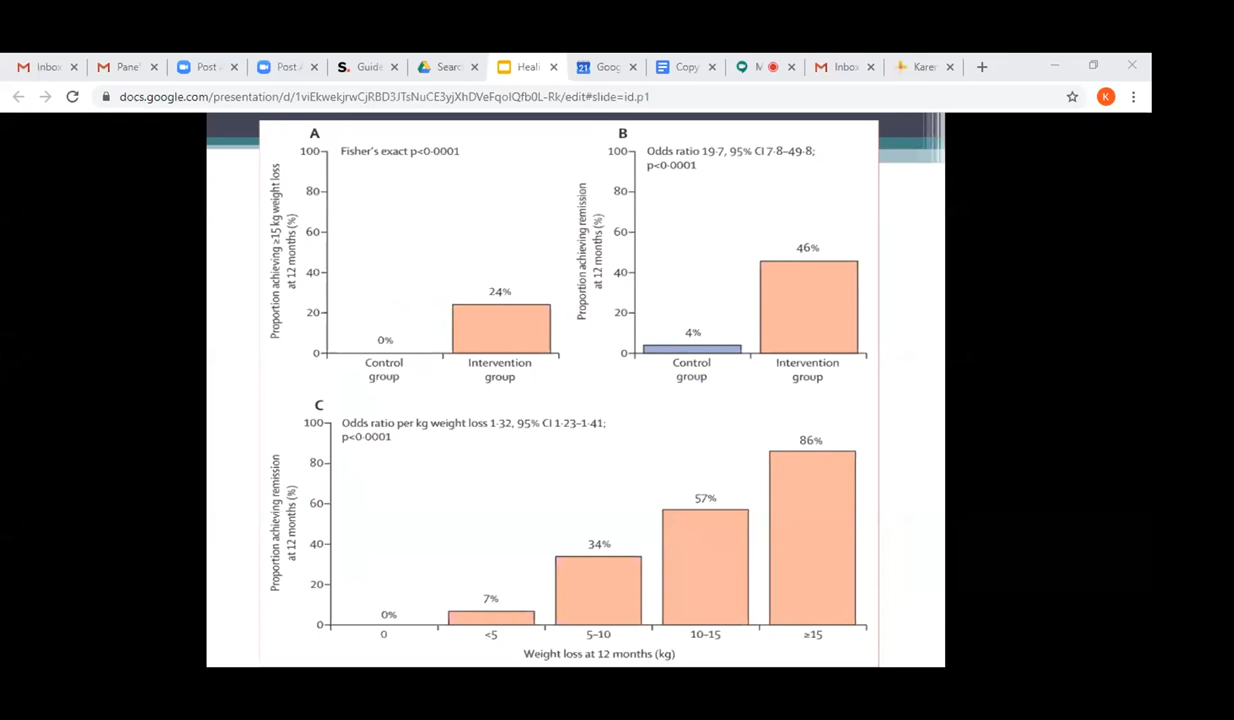 Inbox
Pane'
Post
Post
Guide
Searc
Heali
Goog
Copy
M
Inbox
Karer
docs.google.com/presentation/d/1viEkwekjrwCjRBD3JTsNuCE3yjXhDVeFqoIQfb0L-Rk/edit#slide=id.p1
K
A
Fisher's exact p<0·0001
Proportion achieving ≥15 kg weight loss
at 12 months (%)
100
80
60
40
20
0
0%
24%
Control
group
Intervention
group
B
Odds ratio 19·7, 95% CI 7·8–49·8;
p<0·0001
Proportion achieving remission
at 12 months (%)
100
80
60
40
20
0
4%
46%
Control
group
Intervention
group
C
Odds ratio per kg weight loss 1·32, 95% CI 1·23–1·41;
p<0·0001
Proportion achieving remission
at 12 months (%)
100
80
60
40
20
0
0%
7%
34%
57%
86%
0
<5
5–10
10–15
≥15
Weight loss at 12 months (kg)